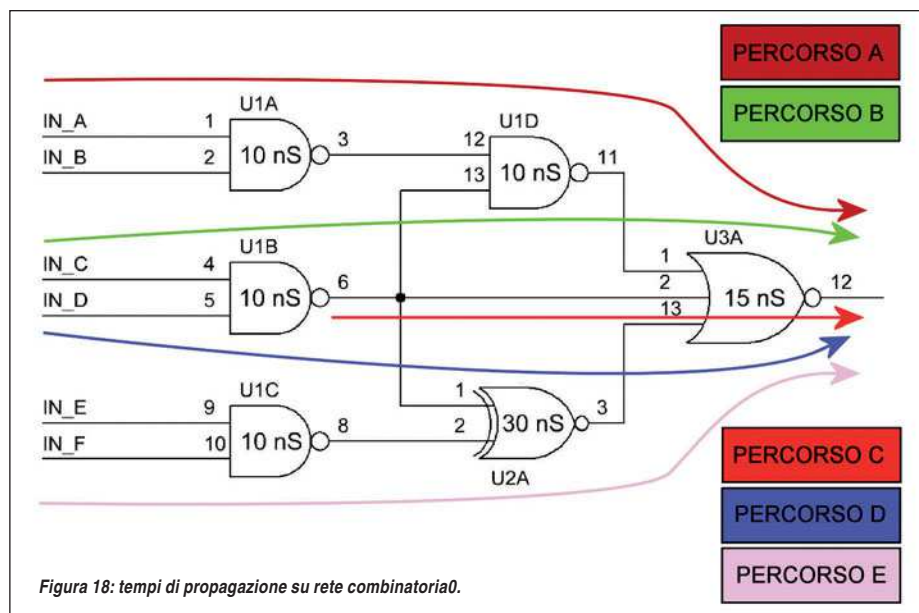 PERCORSO A
PERCORSO B
U1A
IN_A
1
IN_B
2
10 nS
3
U1D
12
13
10 nS
11
U1B
IN_C
4
IN_D
5
10 nS
6
U3A
1
2
13
15 nS
12
U1C
IN_E
9
IN_F
10
10 nS
8
1
2
30 nS
3
U2A
PERCORSO C
PERCORSO D
PERCORSO E
Figura 18: tempi di propagazione su rete combinatoria0.